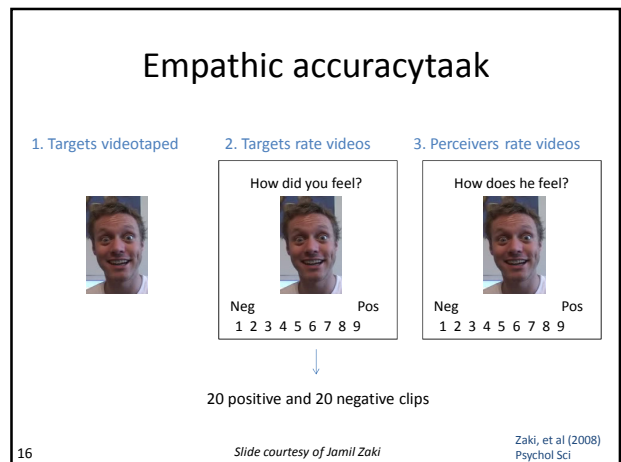 Empathic accuracytaak
1. Targets videotaped
2. Targets rate videos
3. Perceivers rate videos
How did you feel?
Neg Pos
1 2 3 4 5 6 7 8 9
How does he feel?
Neg Pos
1 2 3 4 5 6 7 8 9
20 positive and 20 negative clips
16
Slide courtesy of Jamil Zaki
Zaki, et al (2008)
Psychol Sci